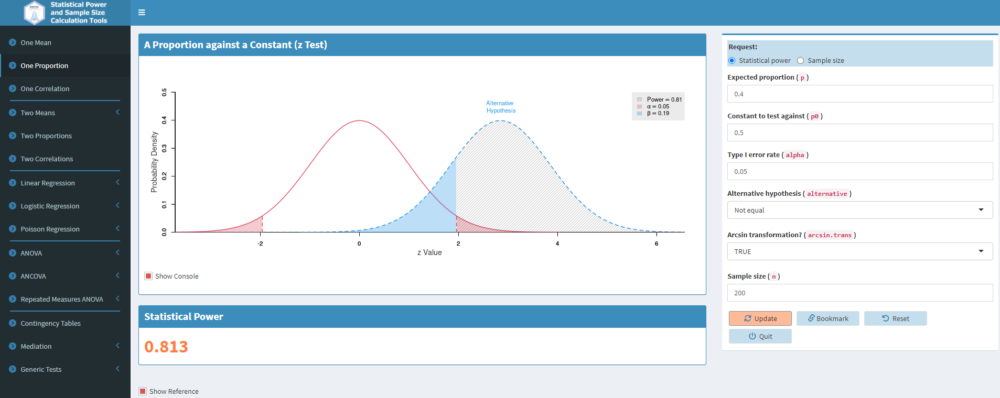 pwrss
Statistical Power
and Sample Size
Calculation Tools
One Mean
One Proportion
One Correlation
Two Means
Two Proportions
Two Correlations
Linear Regression
Logistic Regression
Poisson Regression
ANOVA
ANCOVA
Repeated Measures ANOVA
Contingency Tables
Mediation
Generic Tests
A Proportion against a Constant (z Test)
Probability Density
0.5
0.4
0.3
0.2
0.1
0.0
Alternative
Hypothesis
Power = 0.81
α = 0.05
β = 0.19
-2 0 2 4 6
z Value
Show Console
Statistical Power
0.813
Show Reference
Request:
Statistical power Sample size
Expected proportion ( p )
0.4
Constant to test against ( p0 )
0.5
Type I error rate ( alpha )
0.05
Alternative hypothesis ( alternative )
Not equal
Arcsin transformation? ( arcsin.trans )
TRUE
Sample size ( n )
200
Update Bookmark Reset
Quit